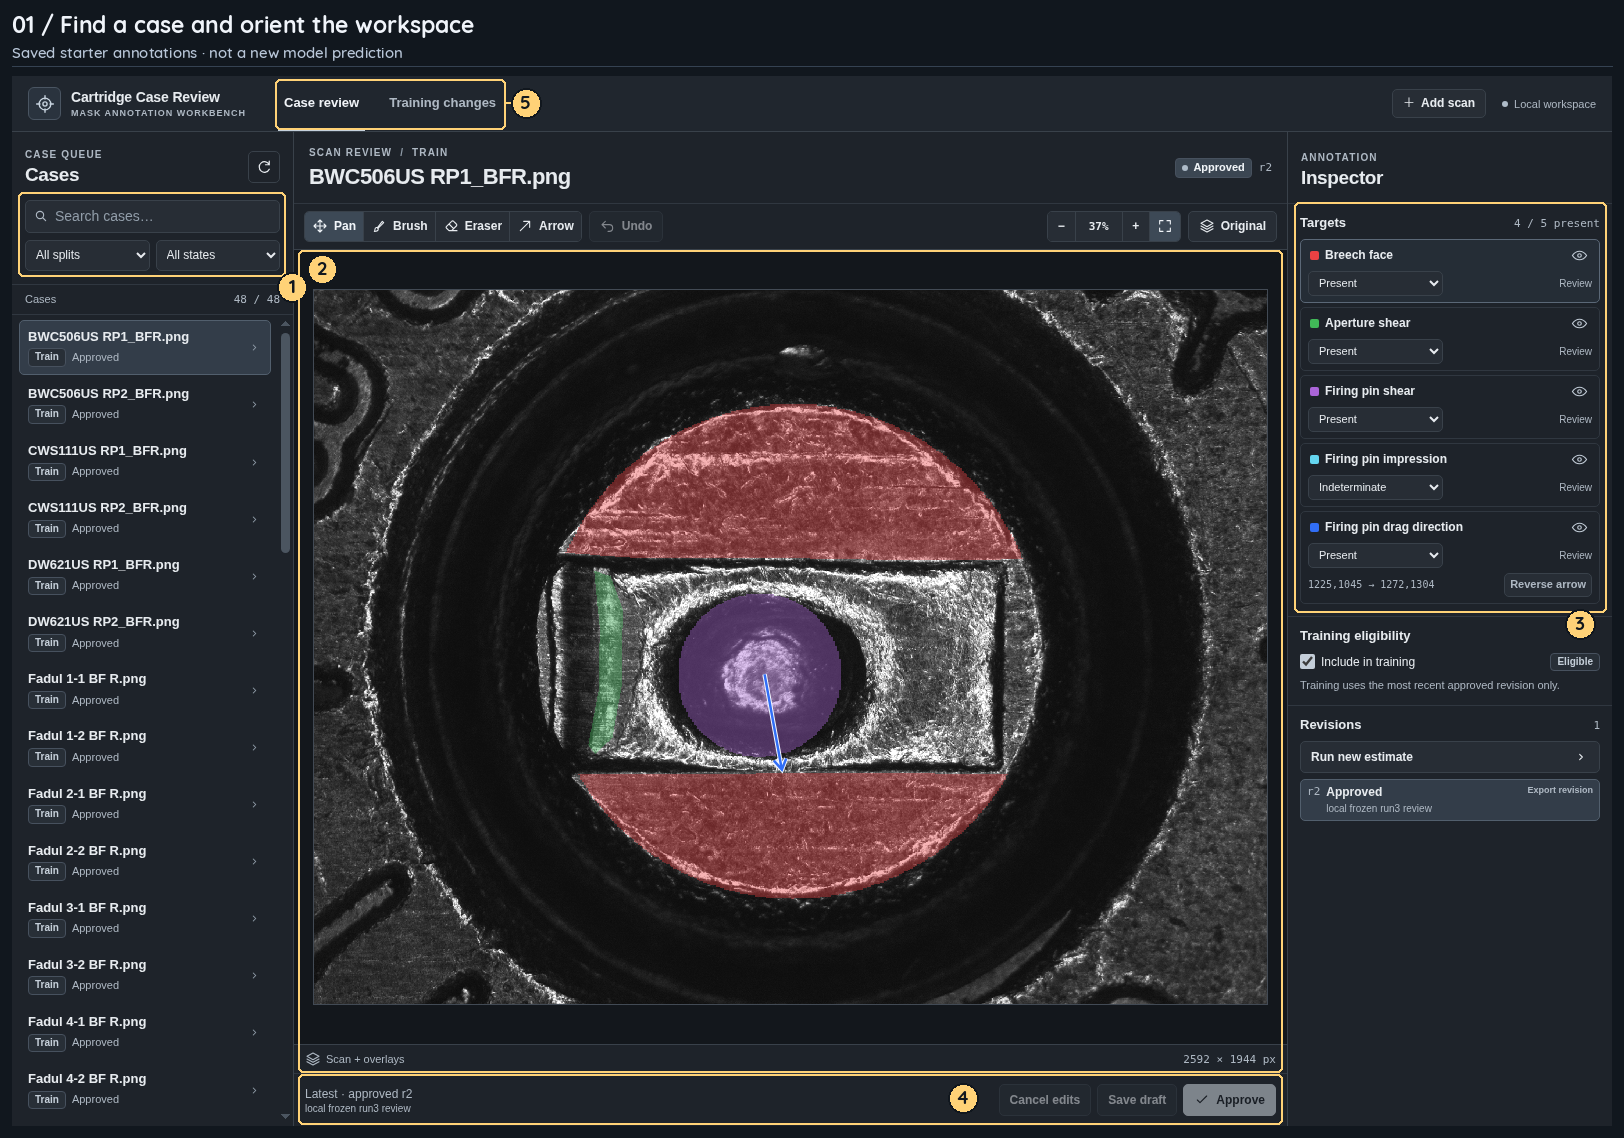 01 / Find a case and orient the workspace
Saved starter annotations · not a new model prediction
Cartridge Case Review
MASK ANNOTATION WORKBENCH
Case review
Training changes
5
+ Add scan
Local workspace
CASE QUEUE
Cases
Search cases…
All splits
All states
1
Cases
48 / 48
BWC506US RP1_BFR.png
Train Approved
BWC506US RP2_BFR.png
Train Approved
CWS111US RP1_BFR.png
Train Approved
CWS111US RP2_BFR.png
Train Approved
DW621US RP1_BFR.png
Train Approved
DW621US RP2_BFR.png
Train Approved
Fadul 1-1 BF R.png
Train Approved
Fadul 1-2 BF R.png
Train Approved
Fadul 2-1 BF R.png
Train Approved
Fadul 2-2 BF R.png
Train Approved
Fadul 3-1 BF R.png
Train Approved
Fadul 3-2 BF R.png
Train Approved
Fadul 4-1 BF R.png
Train Approved
Fadul 4-2 BF R.png
Train Approved
SCAN REVIEW / TRAIN
BWC506US RP1_BFR.png
Approved r2
Pan
Brush
Eraser
Arrow
Undo
− 37% +
Original
2
Scan + overlays
2592 × 1944 px
Latest · approved r2
local frozen run3 review
4
Cancel edits
Save draft
Approve
ANNOTATION
Inspector
Targets
4 / 5 present
Breech face
Present
Review
Aperture shear
Present
Review
Firing pin shear
Present
Review
Firing pin impression
Indeterminate
Review
Firing pin drag direction
Present
Review
1225,1045 → 1272,1304
Reverse arrow
3
Training eligibility
Include in training
Eligible
Training uses the most recent approved revision only.
Revisions
1
Run new estimate
r2 Approved
Export revision
local frozen run3 review